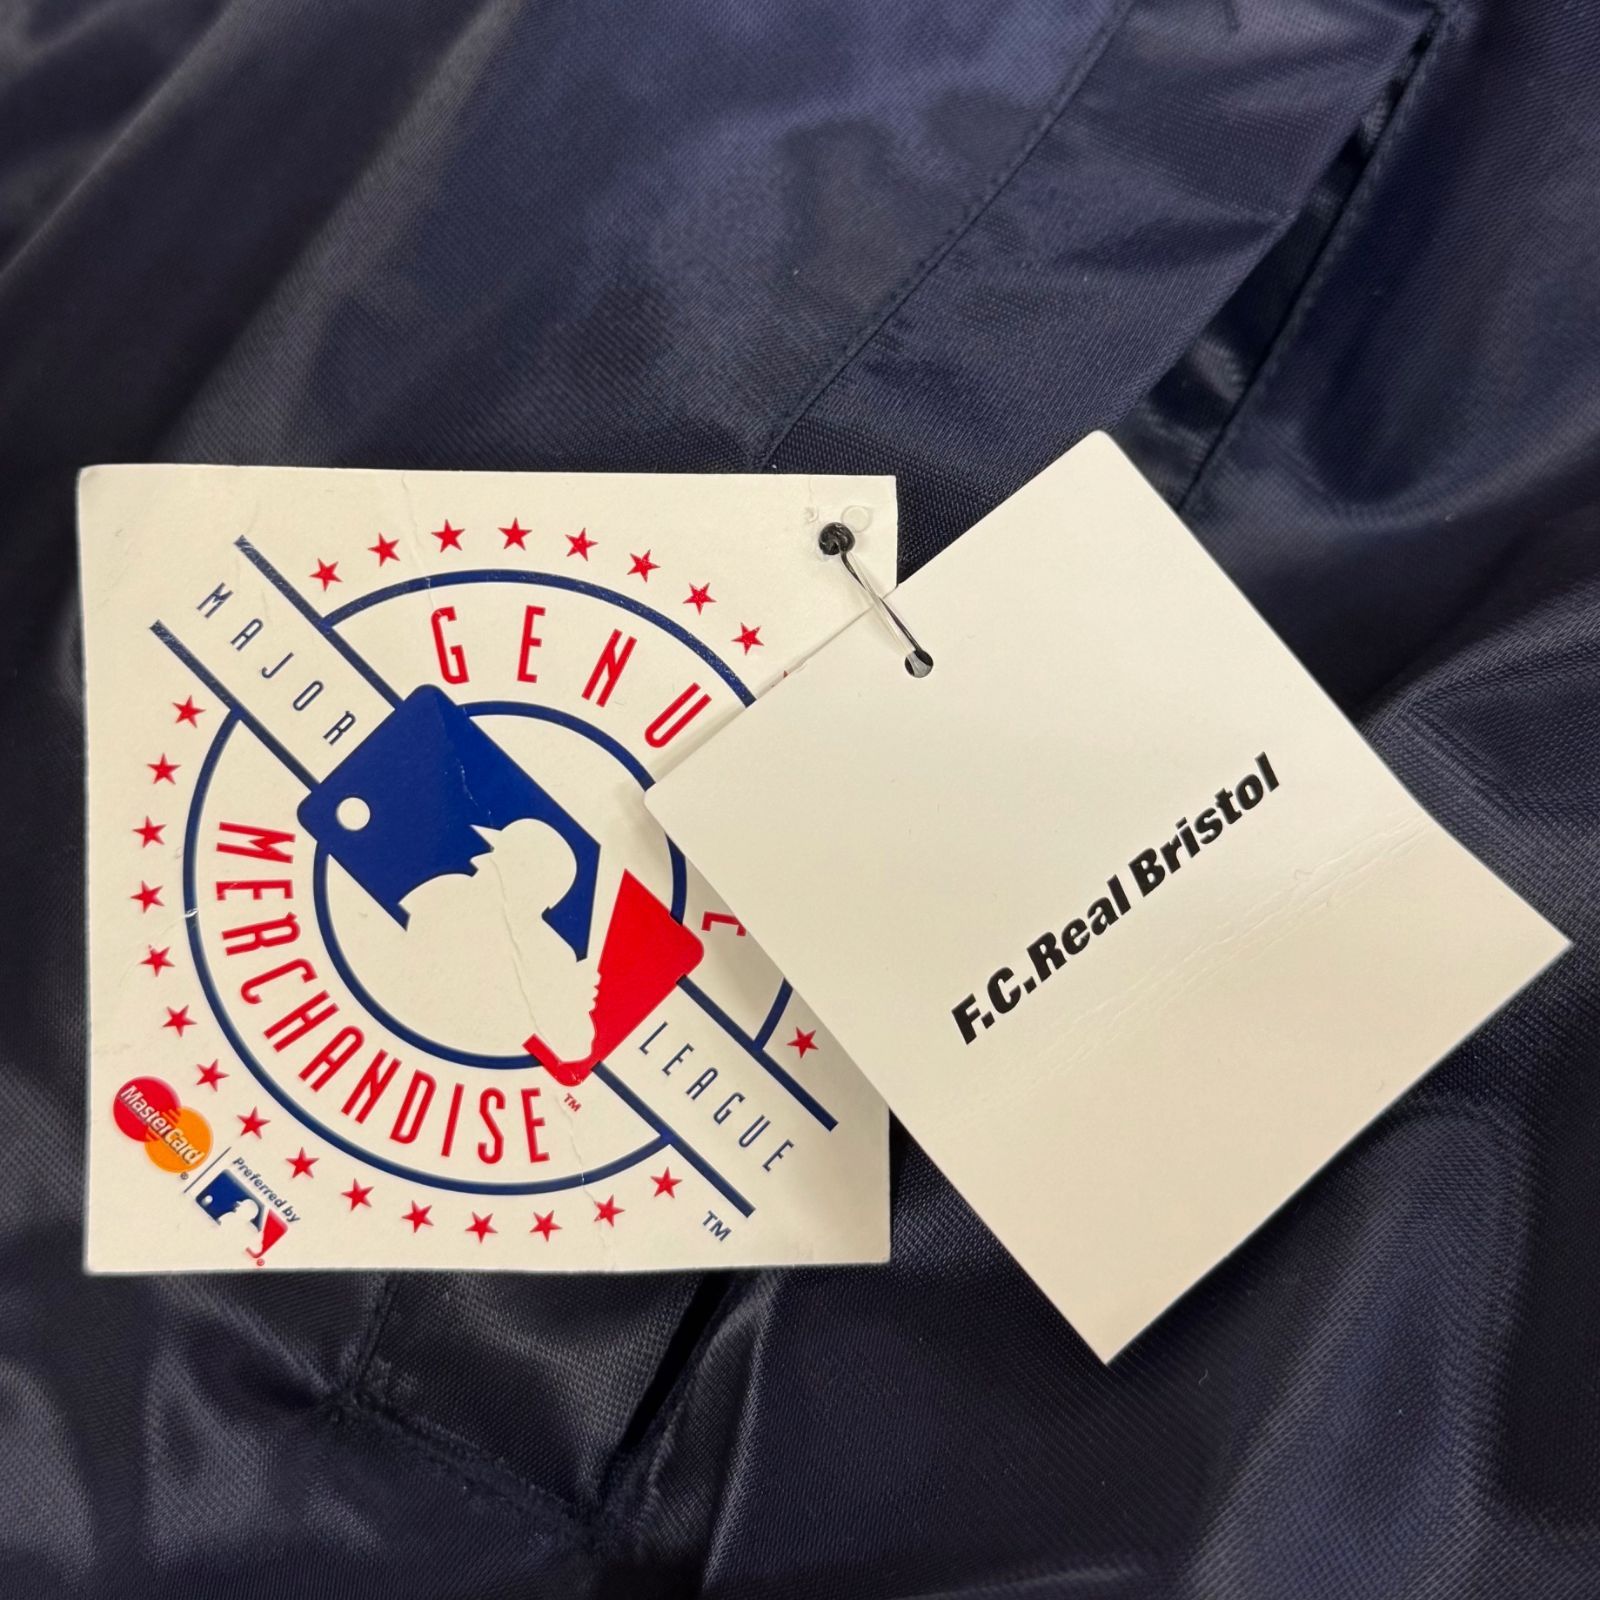 MAJOR
GENU
MERCHANDISE™
LEAGUE
™
MasterCard®
Preferred by
®
F.C.Real Bristol